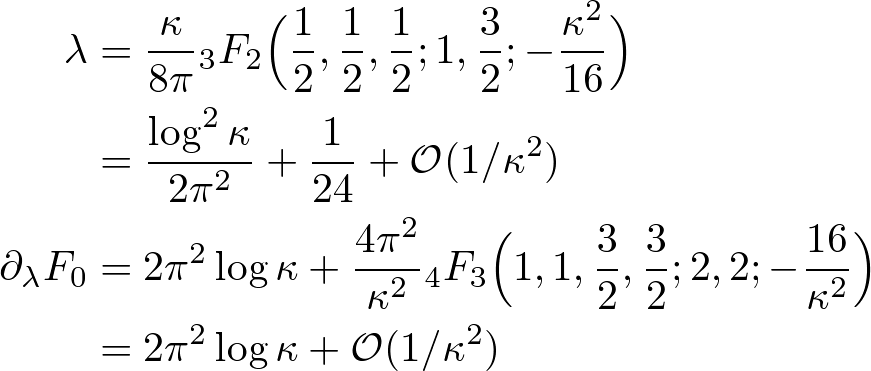 λ = κ/8π ₃F₂(1/2, 1/2, 1/2; 1, 3/2; −κ²/16)
= log² κ/2π² + 1/24 + 𝒪(1/κ²)
∂_λF₀ = 2π² log κ + 4π²/κ² ₄F₃(1, 1, 3/2, 3/2; 2, 2; −16/κ²)
= 2π² log κ + 𝒪(1/κ²)